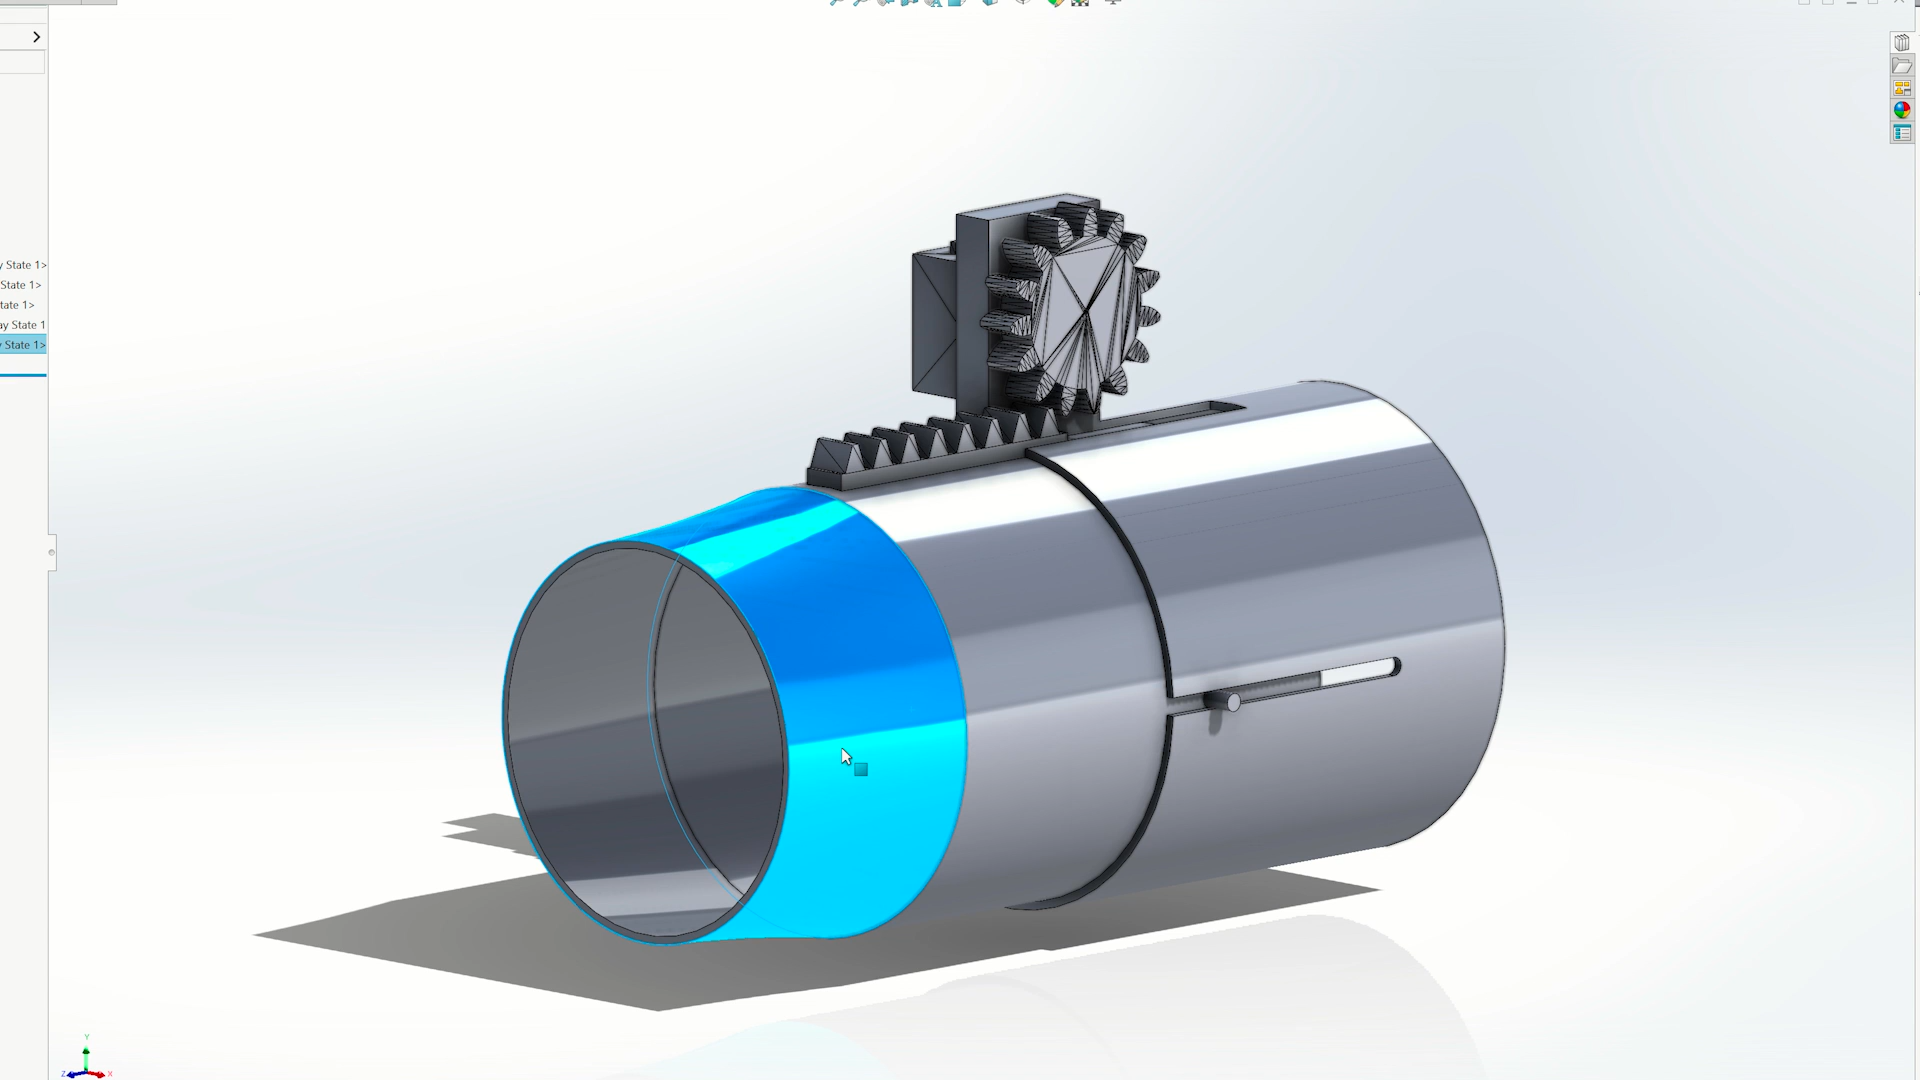 y State 1>
State 1>
tate 1>
ay State 1
y State 1>
Y
Z
X